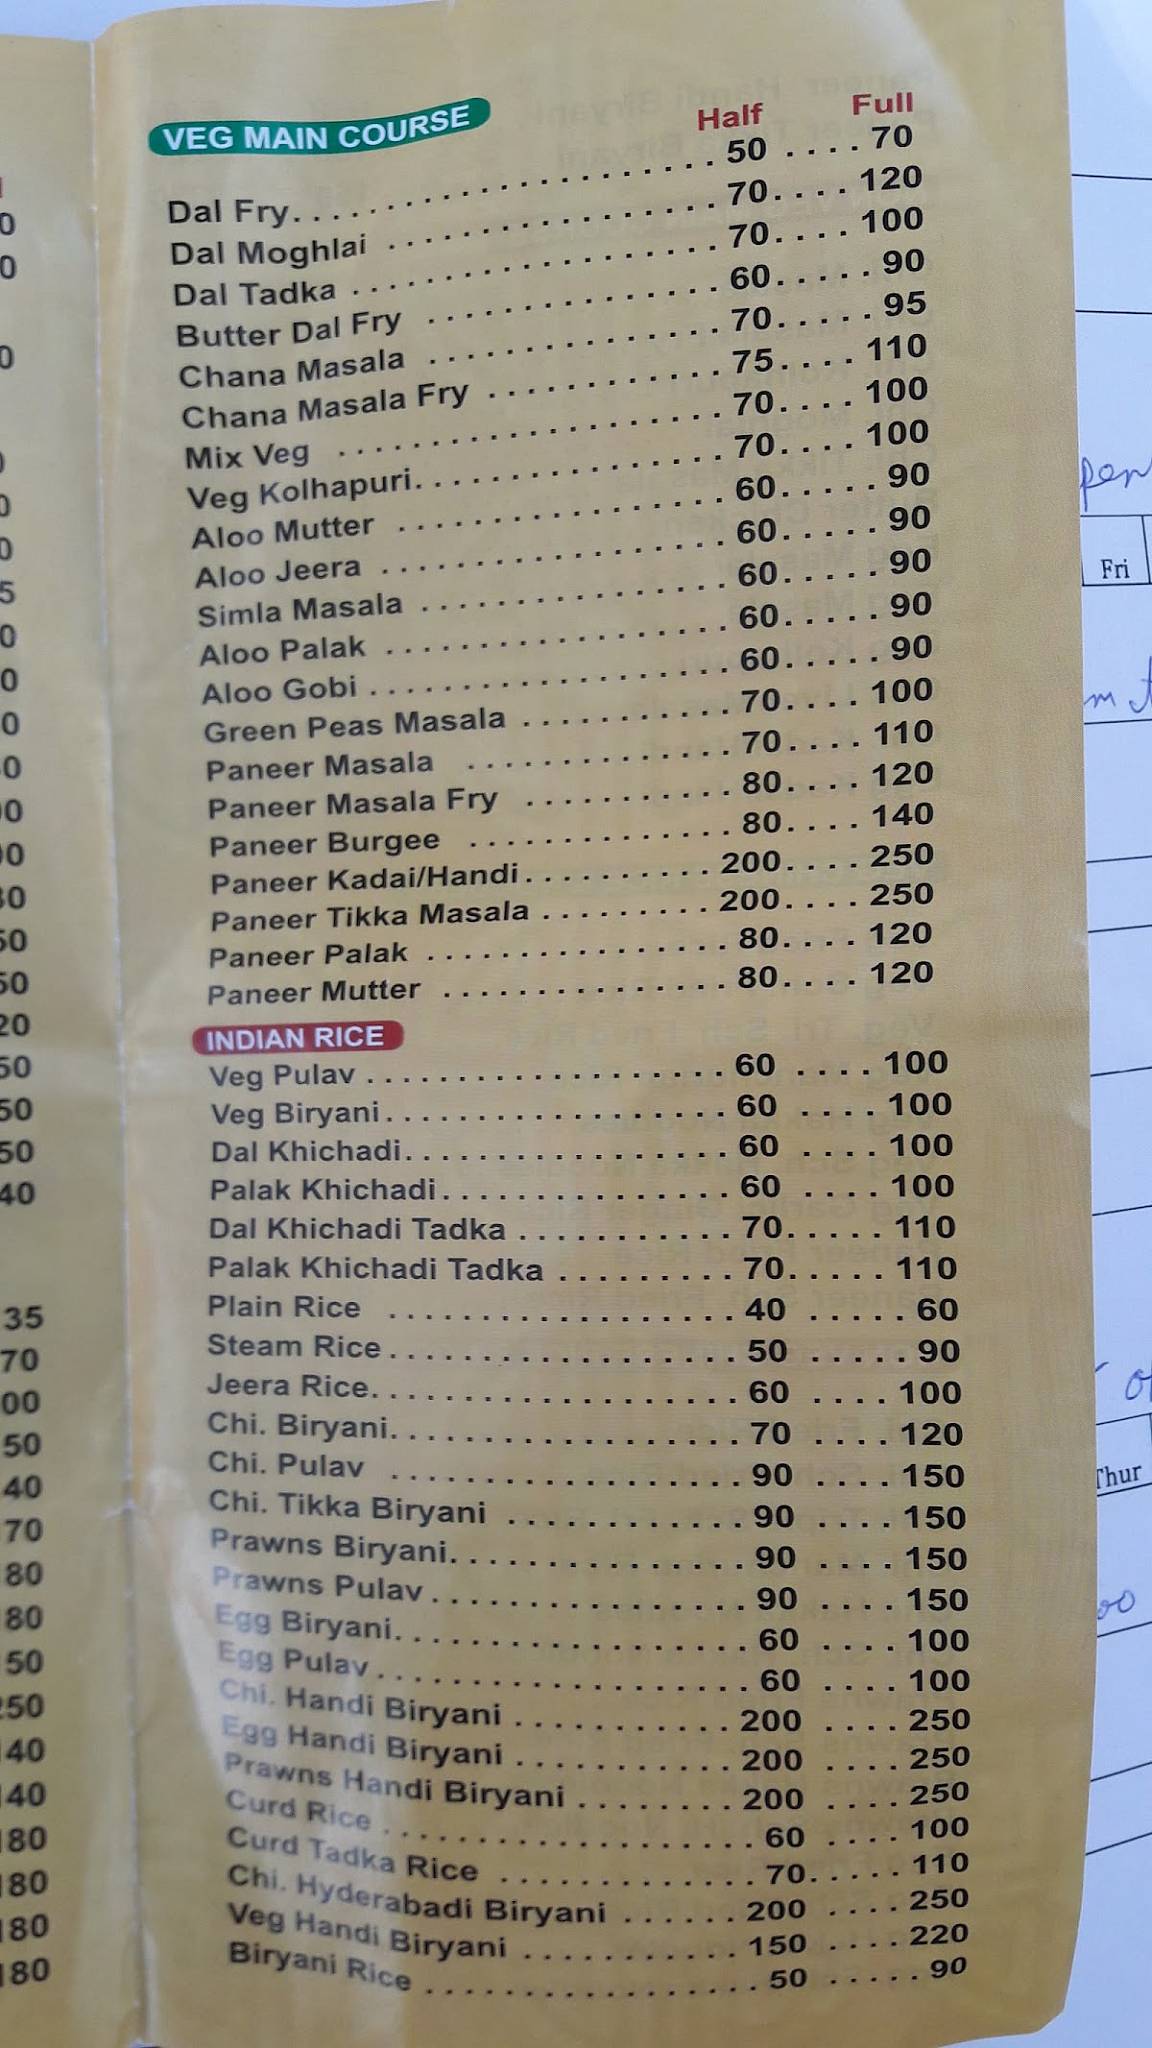 VEG MAIN COURSE Half Full
Dal Fry. . . . . . . . . . . . . . . . . . . . . . 50 . . . . 70
Dal Moghlai . . . . . . . . . . . . . . . . . 70. . . . 120
Dal Tadka . . . . . . . . . . . . . . . . . . . 70. . . . 100
Butter Dal Fry . . . . . . . . . . . . . . . 60. . . . . 90
Chana Masala . . . . . . . . . . . . . . . 70. . . . . 95
Chana Masala Fry . . . . . . . . . . . . 75. . . . 110
Mix Veg . . . . . . . . . . . . . . . . . . . . 70. . . . 100
Veg Kolhapuri. . . . . . . . . . . . . . . . 70. . . . 100
Aloo Mutter . . . . . . . . . . . . . . . . . 60. . . . . 90
Aloo Jeera . . . . . . . . . . . . . . . . . . 60. . . . . 90
Simla Masala . . . . . . . . . . . . . . . . 60. . . . . 90
Aloo Palak . . . . . . . . . . . . . . . . . . 60. . . . . 90
Aloo Gobi . . . . . . . . . . . . . . . . . . . 60. . . . . 90
Green Peas Masala . . . . . . . . . . . 70. . . . 100
Paneer Masala . . . . . . . . . . . . . . 70. . . . 110
Paneer Masala Fry . . . . . . . . . . . 80. . . . 120
Paneer Burgee . . . . . . . . . . . . . . 80. . . . 140
Paneer Kadai/Handi. . . . . . . . . . 200. . . . 250
Paneer Tikka Masala . . . . . . . . . 200. . . . 250
Paneer Palak . . . . . . . . . . . . . . . . 80. . . . 120
Paneer Mutter . . . . . . . . . . . . . . . 80. . . . 120
INDIAN RICE
Veg Pulav . . . . . . . . . . . . . . . . . . . 60 . . . . 100
Veg Biryani. . . . . . . . . . . . . . . . . . 60 . . . . 100
Dal Khichadi. . . . . . . . . . . . . . . . . 60 . . . . 100
Palak Khichadi. . . . . . . . . . . . . . . 60 . . . . 100
Dal Khichadi Tadka . . . . . . . . . . . 70. . . . . 110
Palak Khichadi Tadka . . . . . . . . . 70. . . . . 110
Plain Rice . . . . . . . . . . . . . . . . . . 40 . . . . . 60
Steam Rice. . . . . . . . . . . . . . . . . . 50 . . . . . 90
Jeera Rice. . . . . . . . . . . . . . . . . . . 60 . . . . 100
Chi. Biryani. . . . . . . . . . . . . . . . . . 70 . . . . 120
Chi. Pulav . . . . . . . . . . . . . . . . . . 90 . . . . 150
Chi. Tikka Biryani . . . . . . . . . . . . 90 . . . . 150
Prawns Biryani. . . . . . . . . . . . . . . 90 . . . . 150
Prawns Pulav . . . . . . . . . . . . . . . . 90 . . . . 150
Egg Biryani. . . . . . . . . . . . . . . . . . 60 . . . . 100
Egg Pulav . . . . . . . . . . . . . . . . . . . 60 . . . . 100
Chi. Handi Biryani . . . . . . . . . . . 200 . . . . 250
Egg Handi Biryani . . . . . . . . . . . 200 . . . . 250
Prawns Handi Biryani . . . . . . . . 200 . . . . 250
Curd Rice . . . . . . . . . . . . . . . . . . . 60 . . . . 100
Curd Tadka Rice . . . . . . . . . . . . . 70. . . . . 110
Chi. Hyderabadi Biryani . . . . . . 200 . . . . 250
Veg Handi Biryani . . . . . . . . . . . 150 . . . . 220
Biryani Rice . . . . . . . . . . . . . . . . . 50 . . . . . 90
Fri
Thur